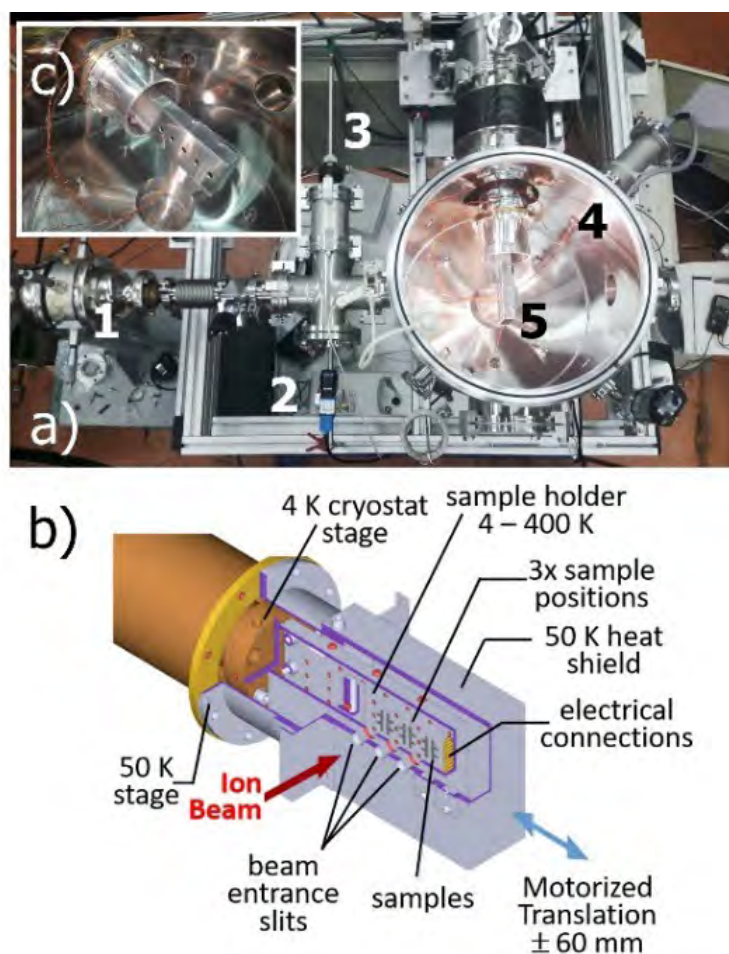 c)
3
4
1
5
2
a)
b)
4 K cryostat
stage
sample holder
4 – 400 K
3x sample
positions
50 K heat
shield
electrical
connections
50 K
stage
Ion
Beam
beam
entrance
slits
samples
Motorized
Translation
± 60 mm